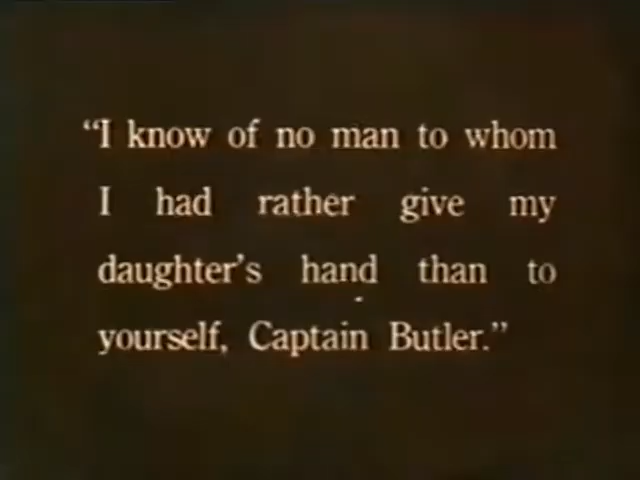 “I know of no man to whom
I had rather give my
daughter's hand than to
yourself, Captain Butler.”